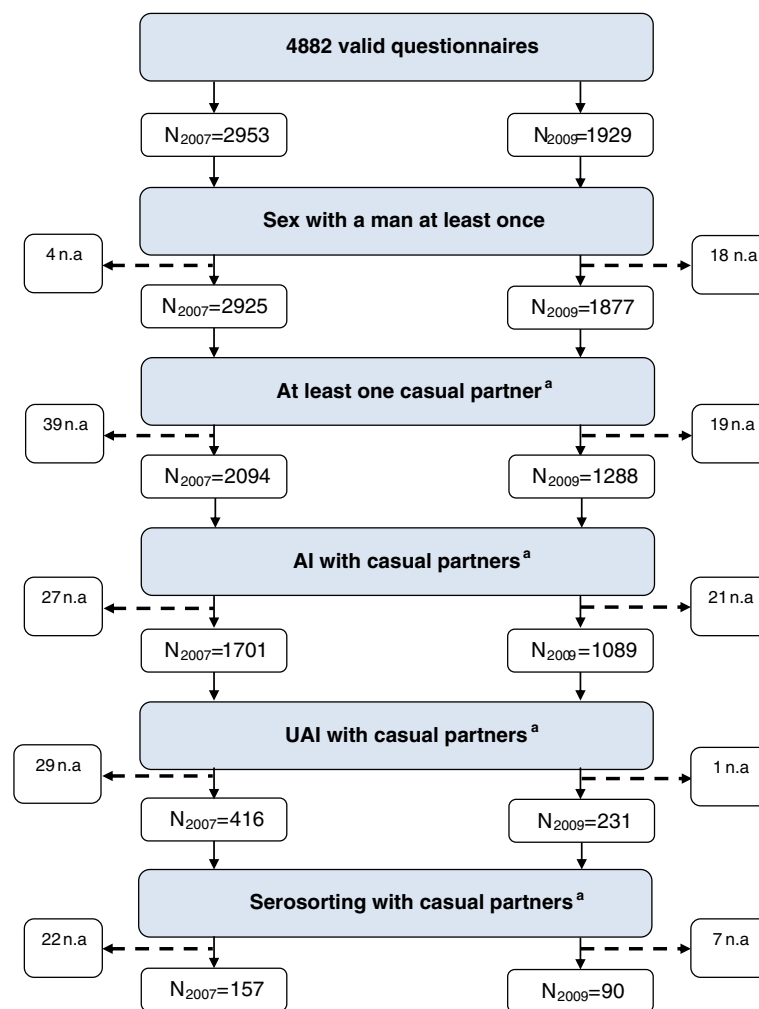 4882 valid questionnaires
N2007=2953 N2009=1929
Sex with a man at least once
4 n.a 18 n.a
N2007=2925 N2009=1877
At least one casual partner a
39 n.a 19 n.a
N2007=2094 N2009=1288
AI with casual partners a
27 n.a 21 n.a
N2007=1701 N2009=1089
UAI with casual partners a
29 n.a 1 n.a
N2007=416 N2009=231
Serosorting with casual partners a
22 n.a 7 n.a
N2007=157 N2009=90